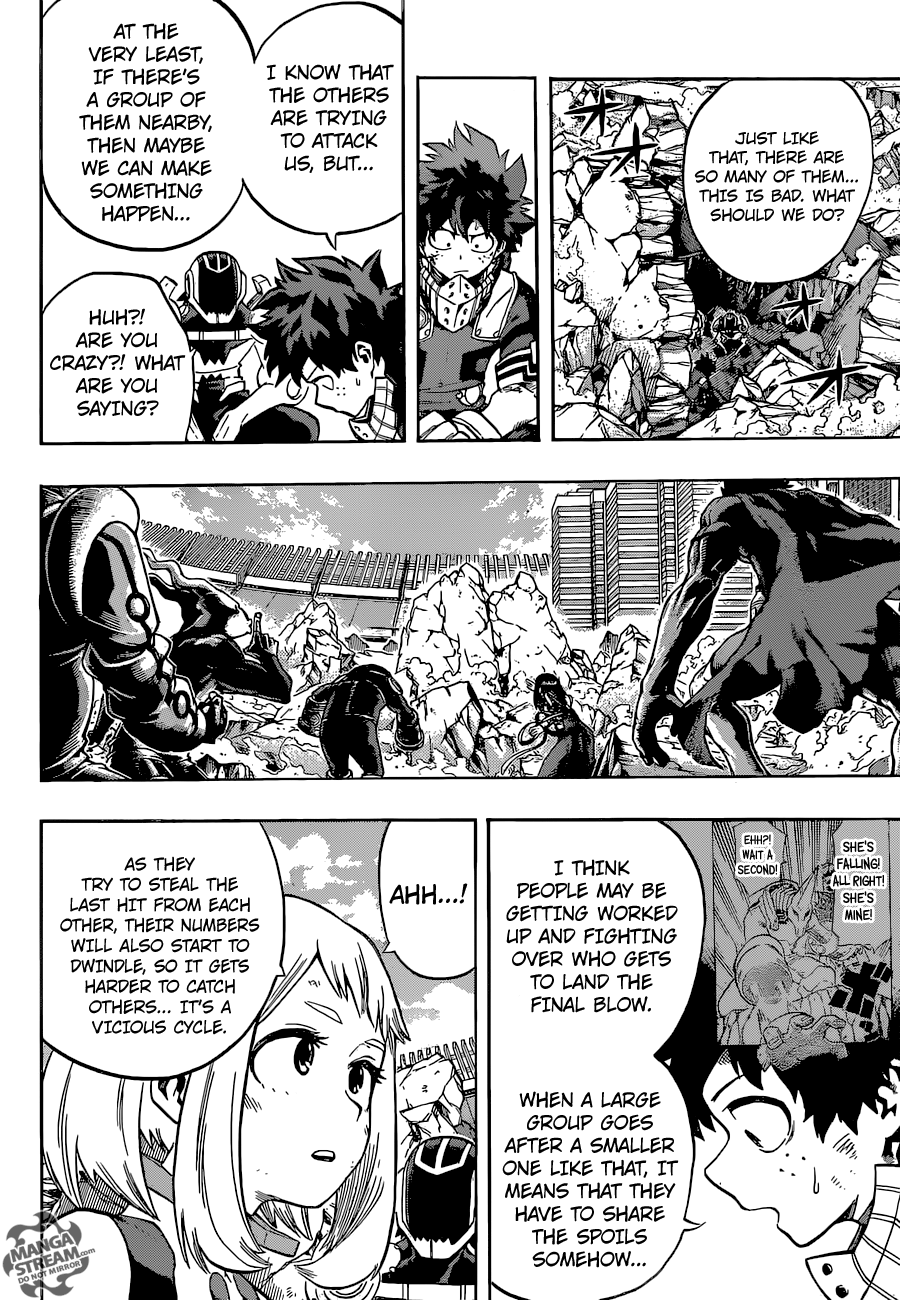 JUST LIKE
THAT, THERE ARE
SO MANY OF THEM...
THIS IS BAD. WHAT
SHOULD WE DO?
I KNOW THAT
THE OTHERS
ARE TRYING
TO ATTACK
US, BUT...
AT THE
VERY LEAST,
IF THERE'S
A GROUP OF
THEM NEARBY,
THEN MAYBE
WE CAN MAKE
SOMETHING
HAPPEN...
HUH?!
ARE YOU
CRAZY?! WHAT
ARE YOU
SAYING?
SHE'S
FALLING!
ALL RIGHT!
SHE'S
MINE!
EHH?!
WAIT A
SECOND!
I THINK
PEOPLE MAY BE
GETTING WORKED
UP AND FIGHTING
OVER WHO GETS
TO LAND THE
FINAL BLOW.
WHEN A LARGE
GROUP GOES
AFTER A SMALLER
ONE LIKE THAT, IT
MEANS THAT THEY
HAVE TO SHARE
THE SPOILS
SOMEHOW...
AHH...!
AS THEY
TRY TO STEAL THE
LAST HIT FROM EACH
OTHER, THEIR NUMBERS
WILL ALSO START TO
DWINDLE, SO IT GETS
HARDER TO CATCH
OTHERS... IT'S A
VICIOUS CYCLE.
MANGA
STREAM.com
DO NOT MIRROR